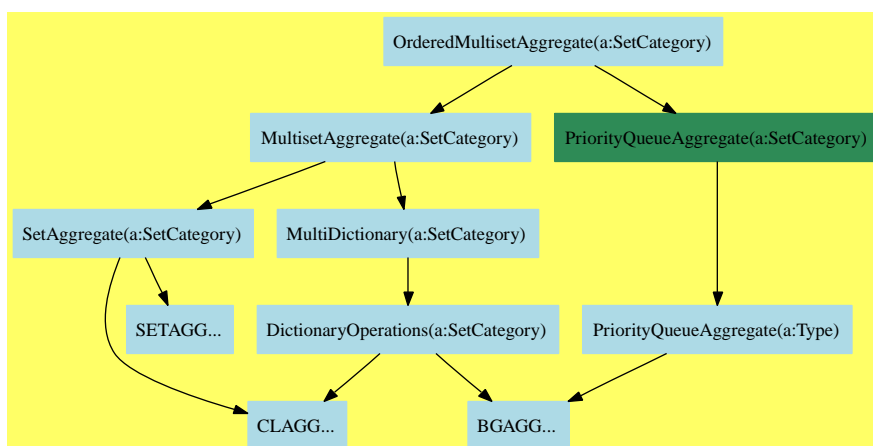 OrderedMultisetAggregate(a:SetCategory)
MultisetAggregate(a:SetCategory)
PriorityQueueAggregate(a:SetCategory)
SetAggregate(a:SetCategory)
MultiDictionary(a:SetCategory)
SETAGG...
DictionaryOperations(a:SetCategory)
PriorityQueueAggregate(a:Type)
CLAGG...
BGAGG...